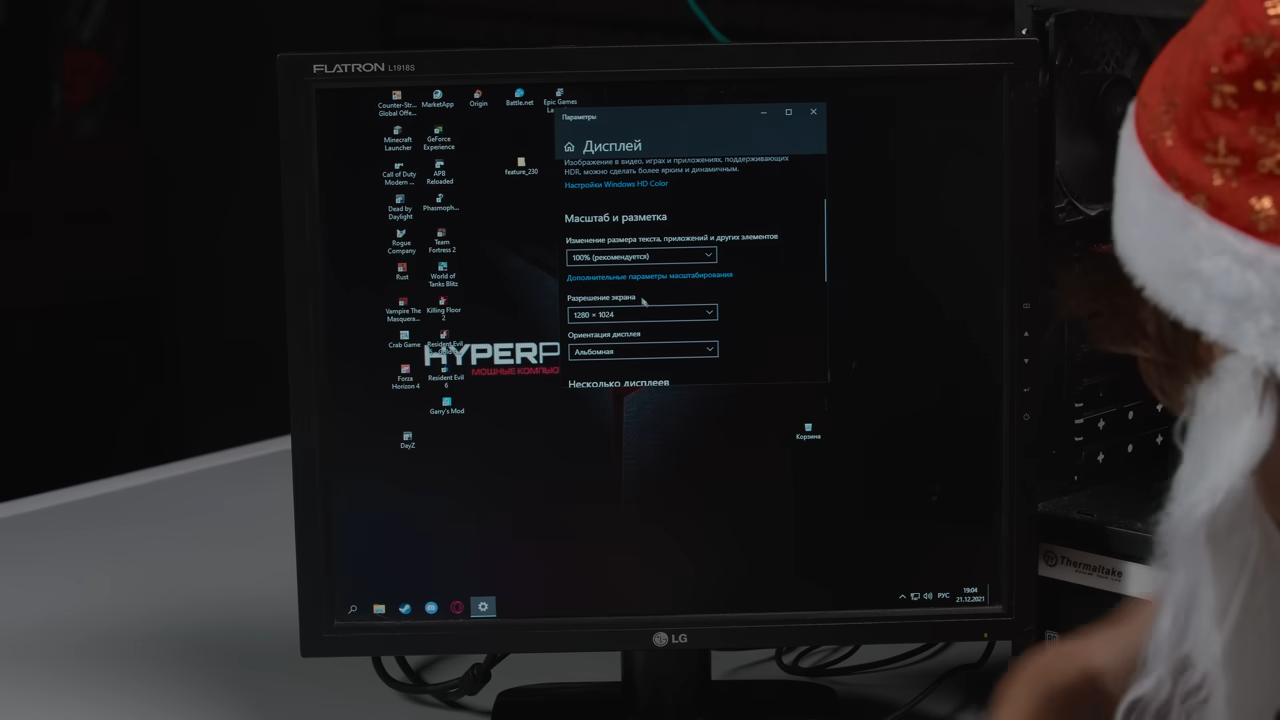 FLATRON L1918S
Counter-Str...
Global Offe...
MarketApp
Origin
Battle.net
Epic Games
Minecraft
Launcher
GeForce
Experience
Call of Duty
Modern ...
APB
Reloaded
feature_230
Dead by
Daylight
Phasmoph...
Rogue
Company
Team
Fortress 2
Rust
World of
Tanks Blitz
Vampire The
Masquera...
Killing Floor
2
Crab Game
Resident Evil
Forza
Horizon 4
Resident Evil
6
Garry's Mod
DayZ
HYPERP
МОЩНЫЕ КОМПЬЮ
Параметры
Дисплей
Изображение в видео, играх и приложениях, поддерживающих
HDR, можно сделать более ярким и динамичным.
Настройки Windows HD Color
Масштаб и разметка
Изменение размера текста, приложений и других элементов
100% (рекомендуется)
Дополнительные параметры масштабирования
Разрешение экрана
1280 × 1024
Ориентация дисплея
Альбомная
Несколько дисплеев
Корзина
РУС
19:04
21.12.2021
LG
Thermaltake